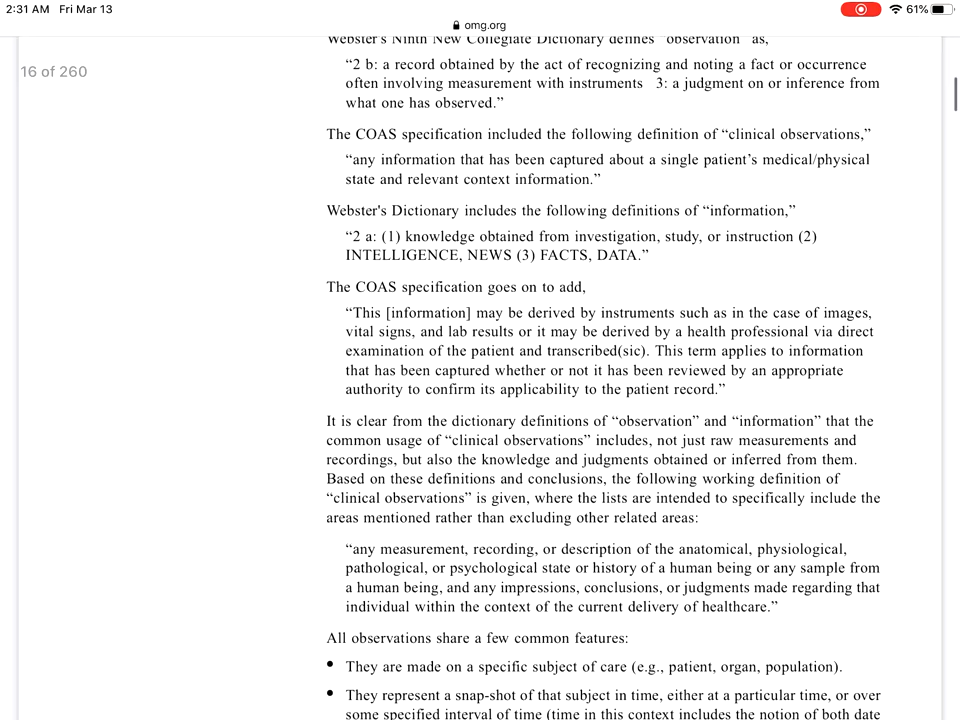 2:31 AM Fri Mar 13
61%
omg.org
16 of 260
Webster's Ninth New Collegiate Dictionary defines “observation” as,
“2 b: a record obtained by the act of recognizing and noting a fact or occurrence
often involving measurement with instruments 3: a judgment on or inference from
what one has observed.”
The COAS specification included the following definition of “clinical observations,”
“any information that has been captured about a single patient’s medical/physical
state and relevant context information.”
Webster's Dictionary includes the following definitions of “information,”
“2 a: (1) knowledge obtained from investigation, study, or instruction (2)
INTELLIGENCE, NEWS (3) FACTS, DATA.”
The COAS specification goes on to add,
“This [information] may be derived by instruments such as in the case of images,
vital signs, and lab results or it may be derived by a health professional via direct
examination of the patient and transcribed(sic). This term applies to information
that has been captured whether or not it has been reviewed by an appropriate
authority to confirm its applicability to the patient record.”
It is clear from the dictionary definitions of “observation” and “information” that the
common usage of “clinical observations” includes, not just raw measurements and
recordings, but also the knowledge and judgments obtained or inferred from them.
Based on these definitions and conclusions, the following working definition of
“clinical observations” is given, where the lists are intended to specifically include the
areas mentioned rather than excluding other related areas:
“any measurement, recording, or description of the anatomical, physiological,
pathological, or psychological state or history of a human being or any sample from
a human being, and any impressions, conclusions, or judgments made regarding that
individual within the context of the current delivery of healthcare.”
All observations share a few common features:
• They are made on a specific subject of care (e.g., patient, organ, population).
• They represent a snap-shot of that subject in time, either at a particular time, or over
some specified interval of time (time in this context includes the notion of both date